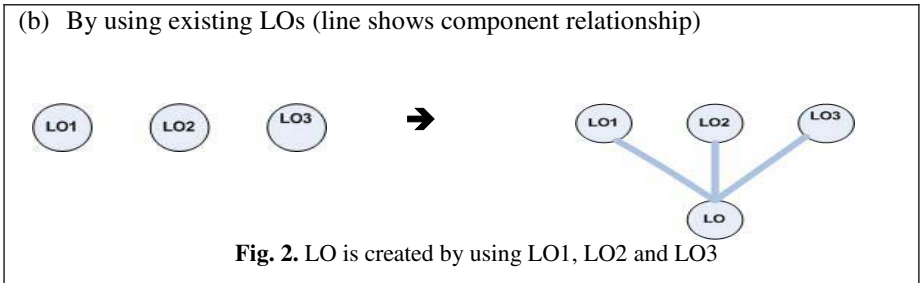 (b) By using existing LOs (line shows component relationship)
LO1 LO2 LO3 ➔ LO1 LO2 LO3
LO
Fig. 2. LO is created by using LO1, LO2 and LO3